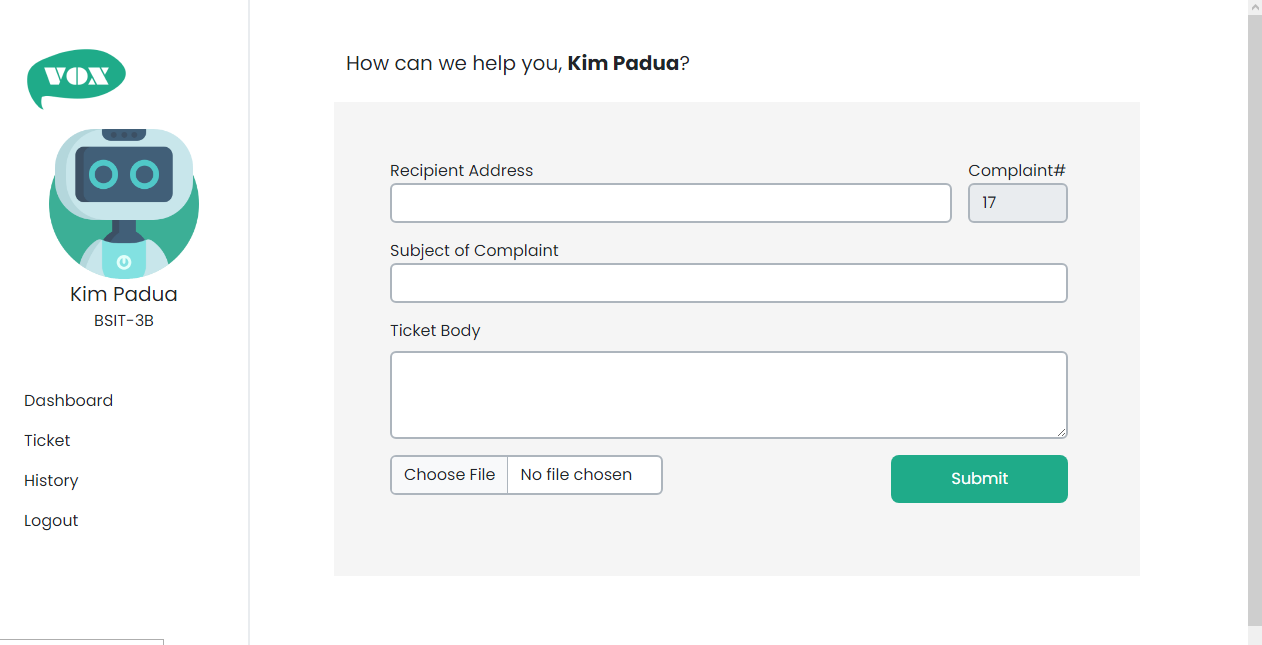 VOX
Kim Padua
BSIT-3B
Dashboard
Ticket
History
Logout
How can we help you, Kim Padua?
Recipient Address
Complaint#
17
Subject of Complaint
Ticket Body
Choose File No file chosen
Submit